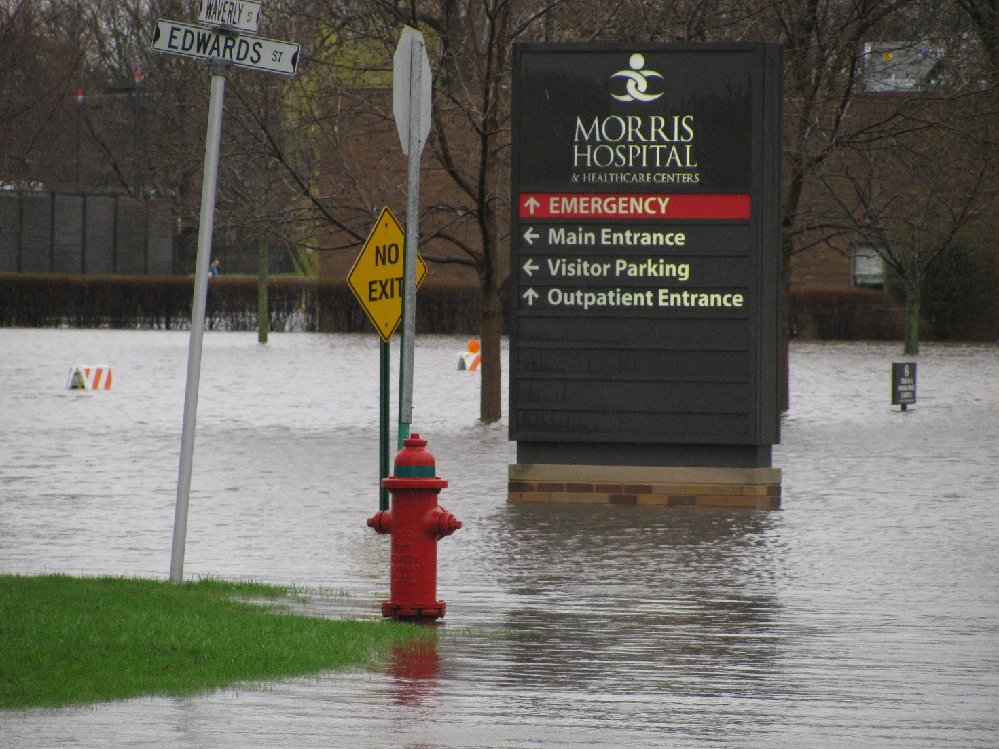 WAVERLY ST
EDWARDS ST
NO
EXIT
MORRIS
HOSPITAL
& HEALTHCARE CENTERS
EMERGENCY
Main Entrance
Visitor Parking
Outpatient Entrance